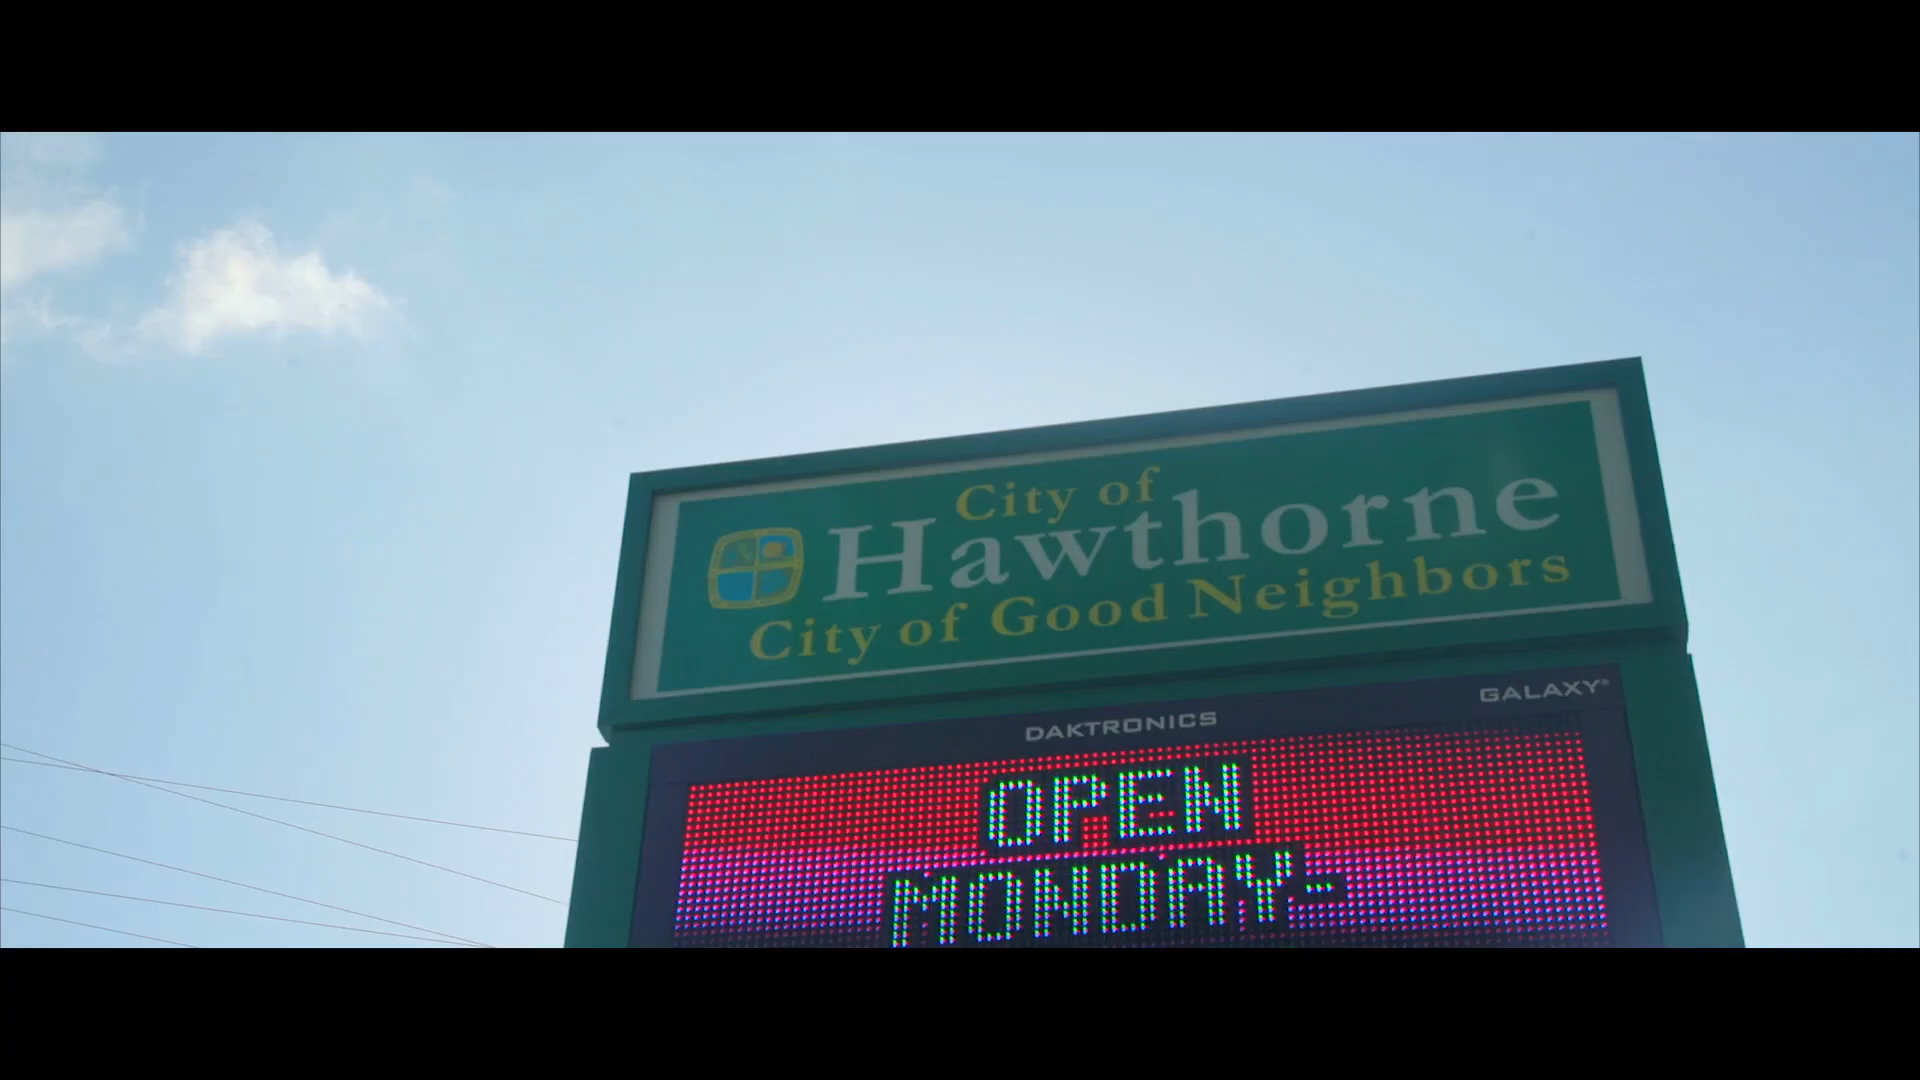 City of
Hawthorne
City of Good Neighbors
DAKTRONICS
GALAXY®
OPEN
MONDAY-